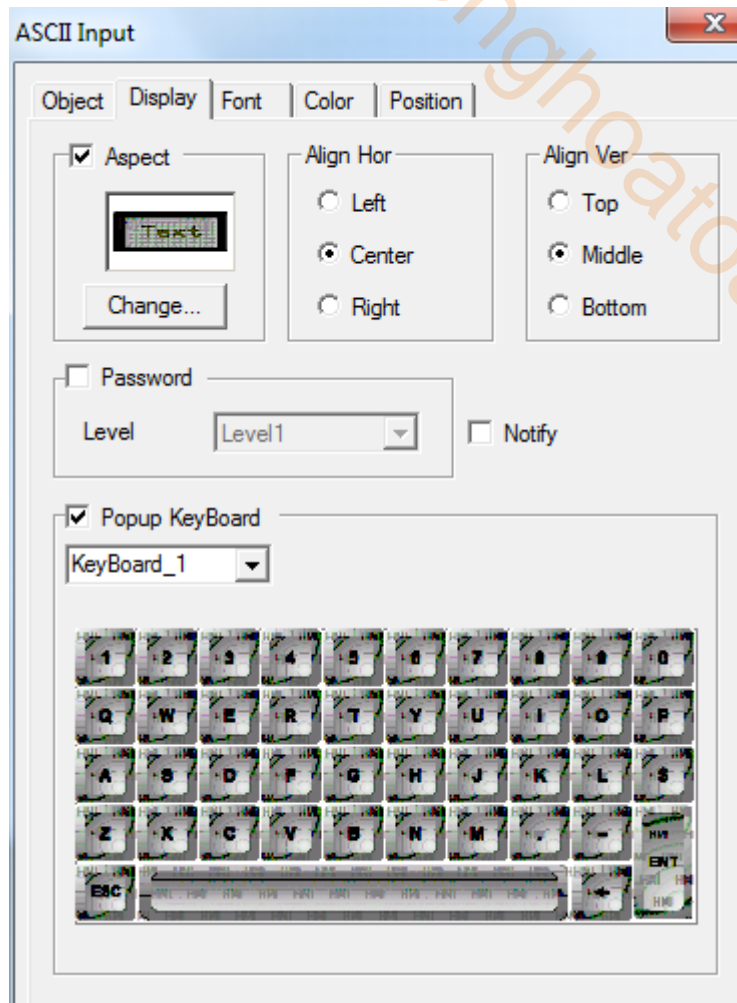 ASCII Input
Object Display Font Color Position
Aspect Align Hor Align Ver
Text
Left Top
Center Middle
Change... Right Bottom
Password
Level Level1 Notify
Popup KeyBoard
KeyBoard_1
1 2 3 4 5 6 7 8 9 0
Q W E R T Y U I O P
A S D F G H J K L $
Z X C V B N M . -
ENT
ESC